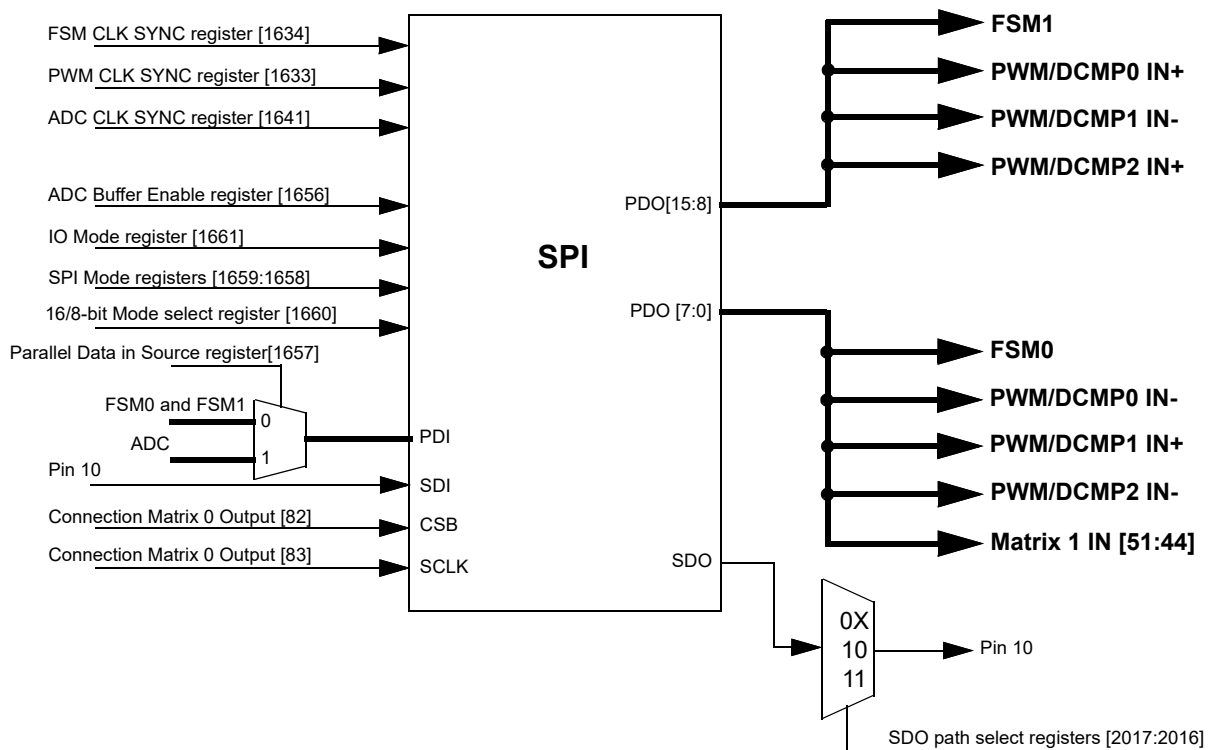 FSM CLK SYNC register [1634]
PWM CLK SYNC register [1633]
ADC CLK SYNC register [1641]
ADC Buffer Enable register [1656]
IO Mode register [1661]
SPI Mode registers [1659:1658]
16/8-bit Mode select register [1660]
Parallel Data in Source register[1657]
FSM0 and FSM1
0
ADC
1
Pin 10
Connection Matrix 0 Output [82]
Connection Matrix 0 Output [83]
PDI
SDI
CSB
SCLK
SPI
PDO[15:8]
PDO [7:0]
SDO
FSM1
PWM/DCMP0 IN+
PWM/DCMP1 IN-
PWM/DCMP2 IN+
FSM0
PWM/DCMP0 IN-
PWM/DCMP1 IN+
PWM/DCMP2 IN-
Matrix 1 IN [51:44]
0X
10
11
Pin 10
SDO path select registers [2017:2016]